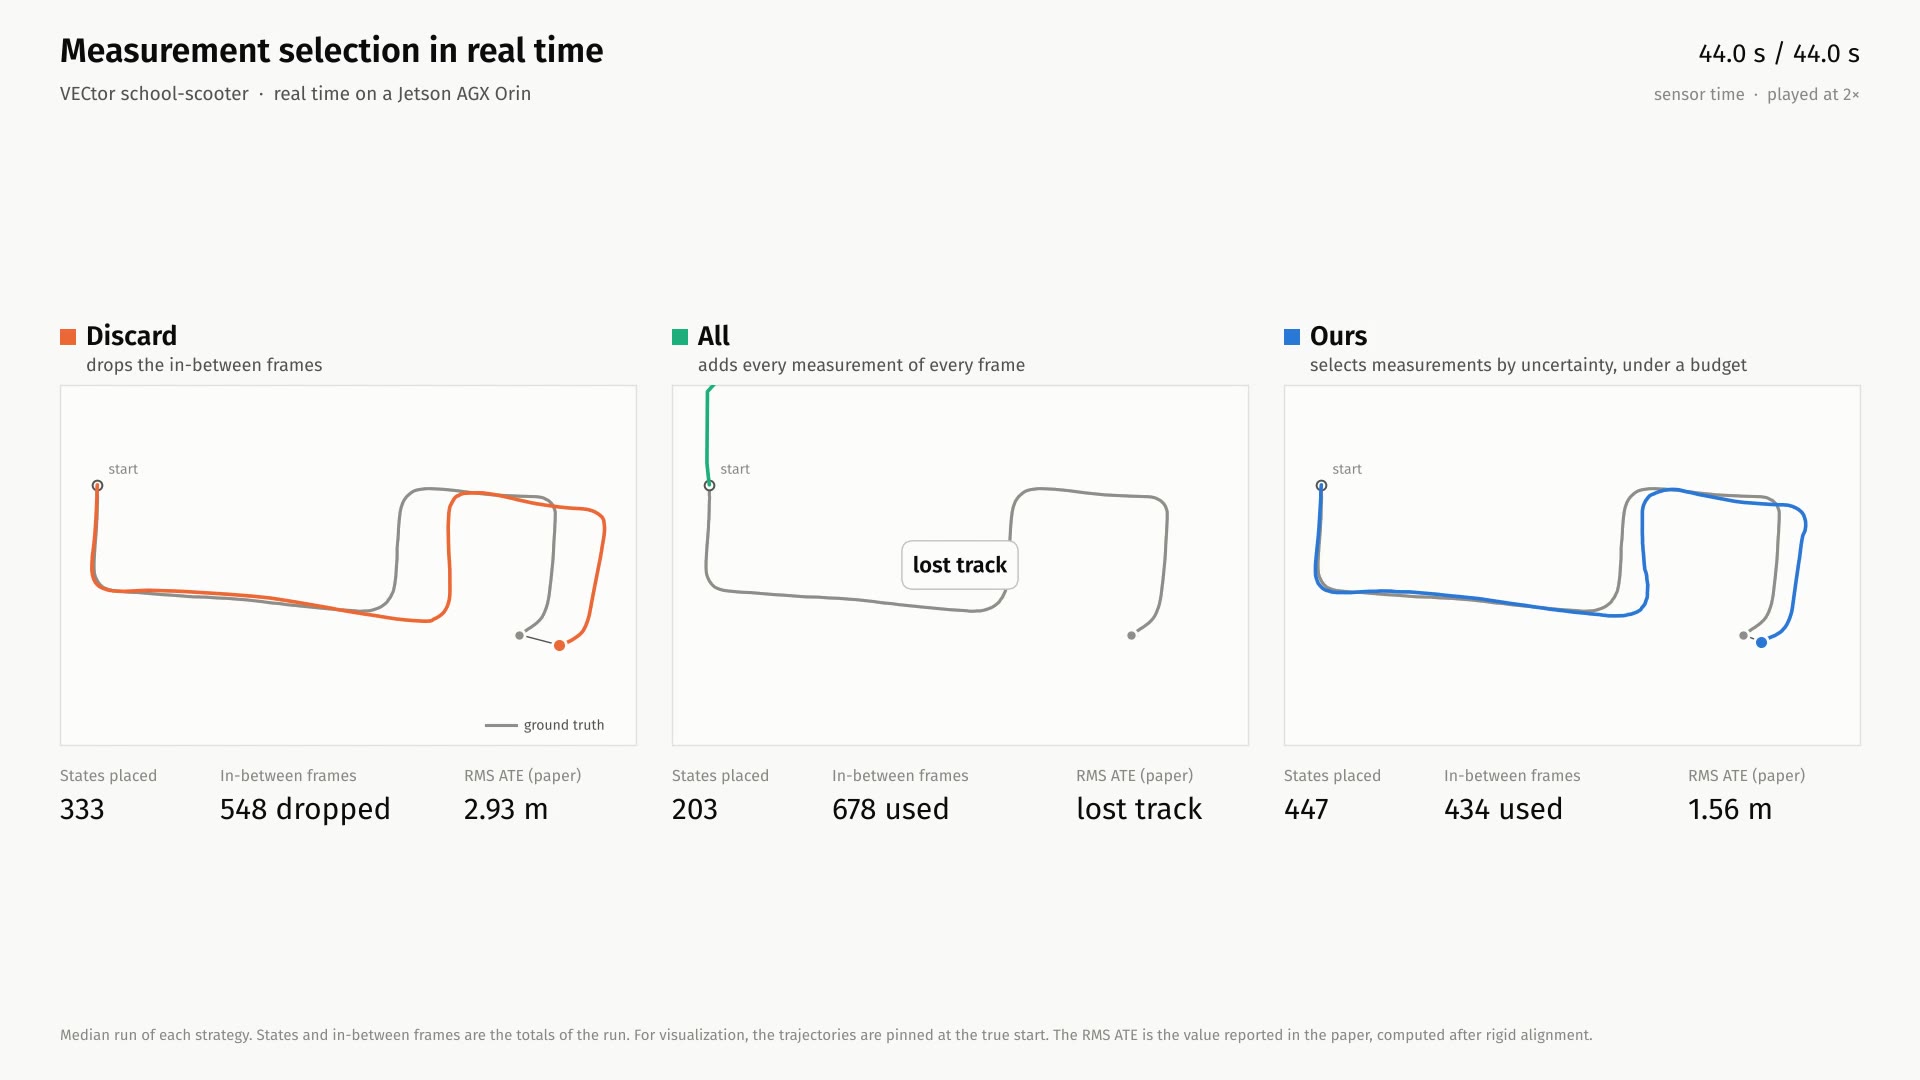 Measurement selection in real time
44.0 s / 44.0 s
VECtor school-scooter · real time on a Jetson AGX Orin
sensor time · played at 2×
Discard
drops the in-between frames
start
ground truth
States placed
In-between frames
RMS ATE (paper)
333
548 dropped
2.93 m
All
adds every measurement of every frame
start
lost track
States placed
In-between frames
RMS ATE (paper)
203
678 used
lost track
Ours
selects measurements by uncertainty, under a budget
start
States placed
In-between frames
RMS ATE (paper)
447
434 used
1.56 m
Median run of each strategy. States and in-between frames are the totals of the run. For visualization, the trajectories are pinned at the true start. The RMS ATE is the value reported in the paper, computed after rigid alignment.